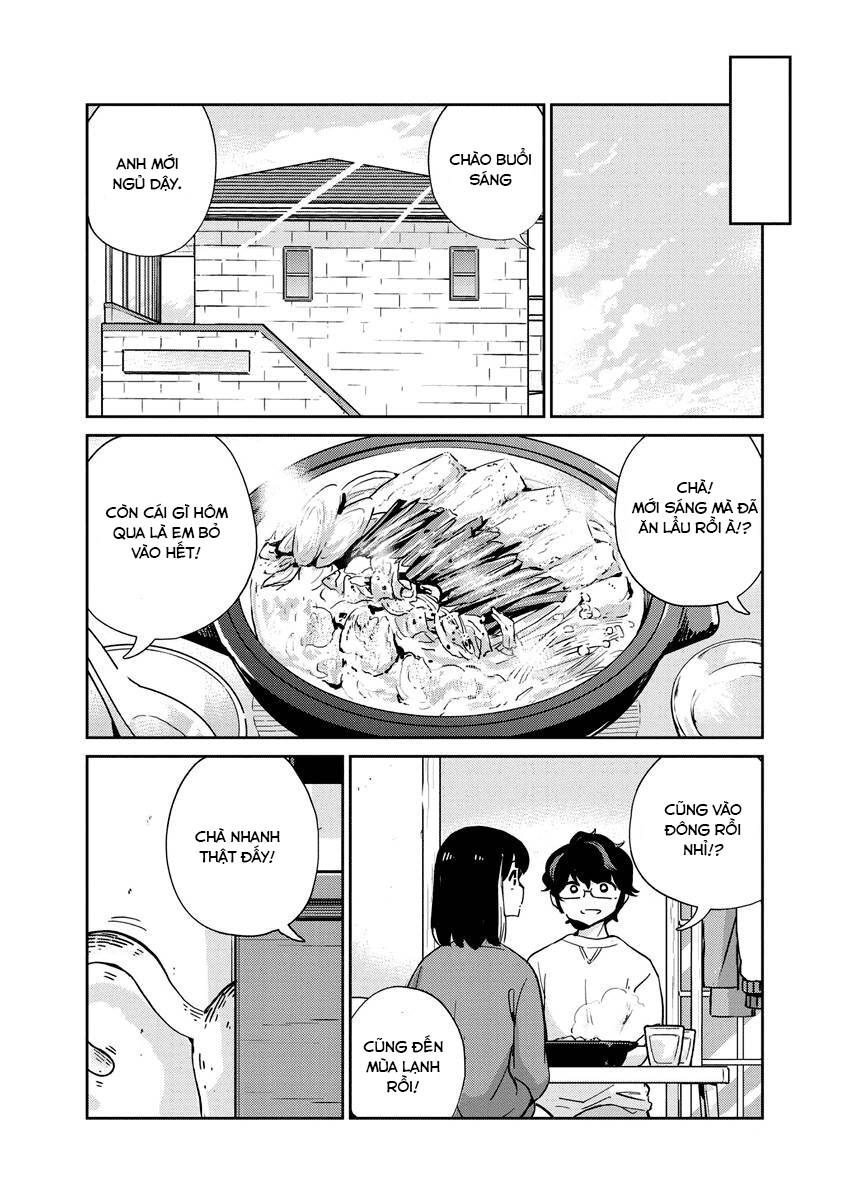 CHÀO BUỔI
SÁNG
ANH MỚI
NGỦ DẬY.
CHÀ!
MỚI SÁNG MÀ ĐÃ
ĂN LẨU RỒI À!?
CÒN CÁI GÌ HÔM
QUA LÀ EM BỎ
VÀO HẾT!
CŨNG VÀO
ĐÔNG RỒI
NHỈ!?
CŨNG ĐẾN
MÙA LẠNH
RỒI!
CHÀ NHANH
THẬT ĐẤY!